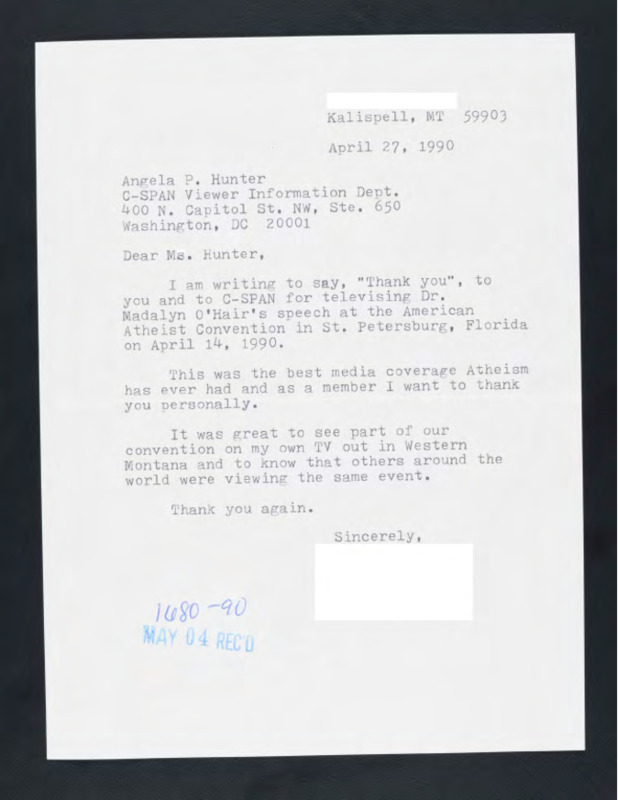 Kalispell, MT 59903
April 27, 1990
Angela P. Hunter
C-SPAN Viewer Information Dept.
400 N. Capitol St. NW, Ste. 650
Washington, DC 20001
Dear Ms. Hunter,
I am writing to say, "Thank you", to
you and to C-SPAN for televising Dr.
Madalyn O'Hair's speech at the American
Atheist Convention in St. Petersburg, Florida
on April 14, 1990.
This was the best media coverage Atheism
has ever had and as a member I want to thank
you personally.
It was great to see part of our
convention on my own TV out in Western
Montana and to know that others around the
world were viewing the same event.
Thank you again.
Sincerely,
1680-90
MAY 04 REC'D